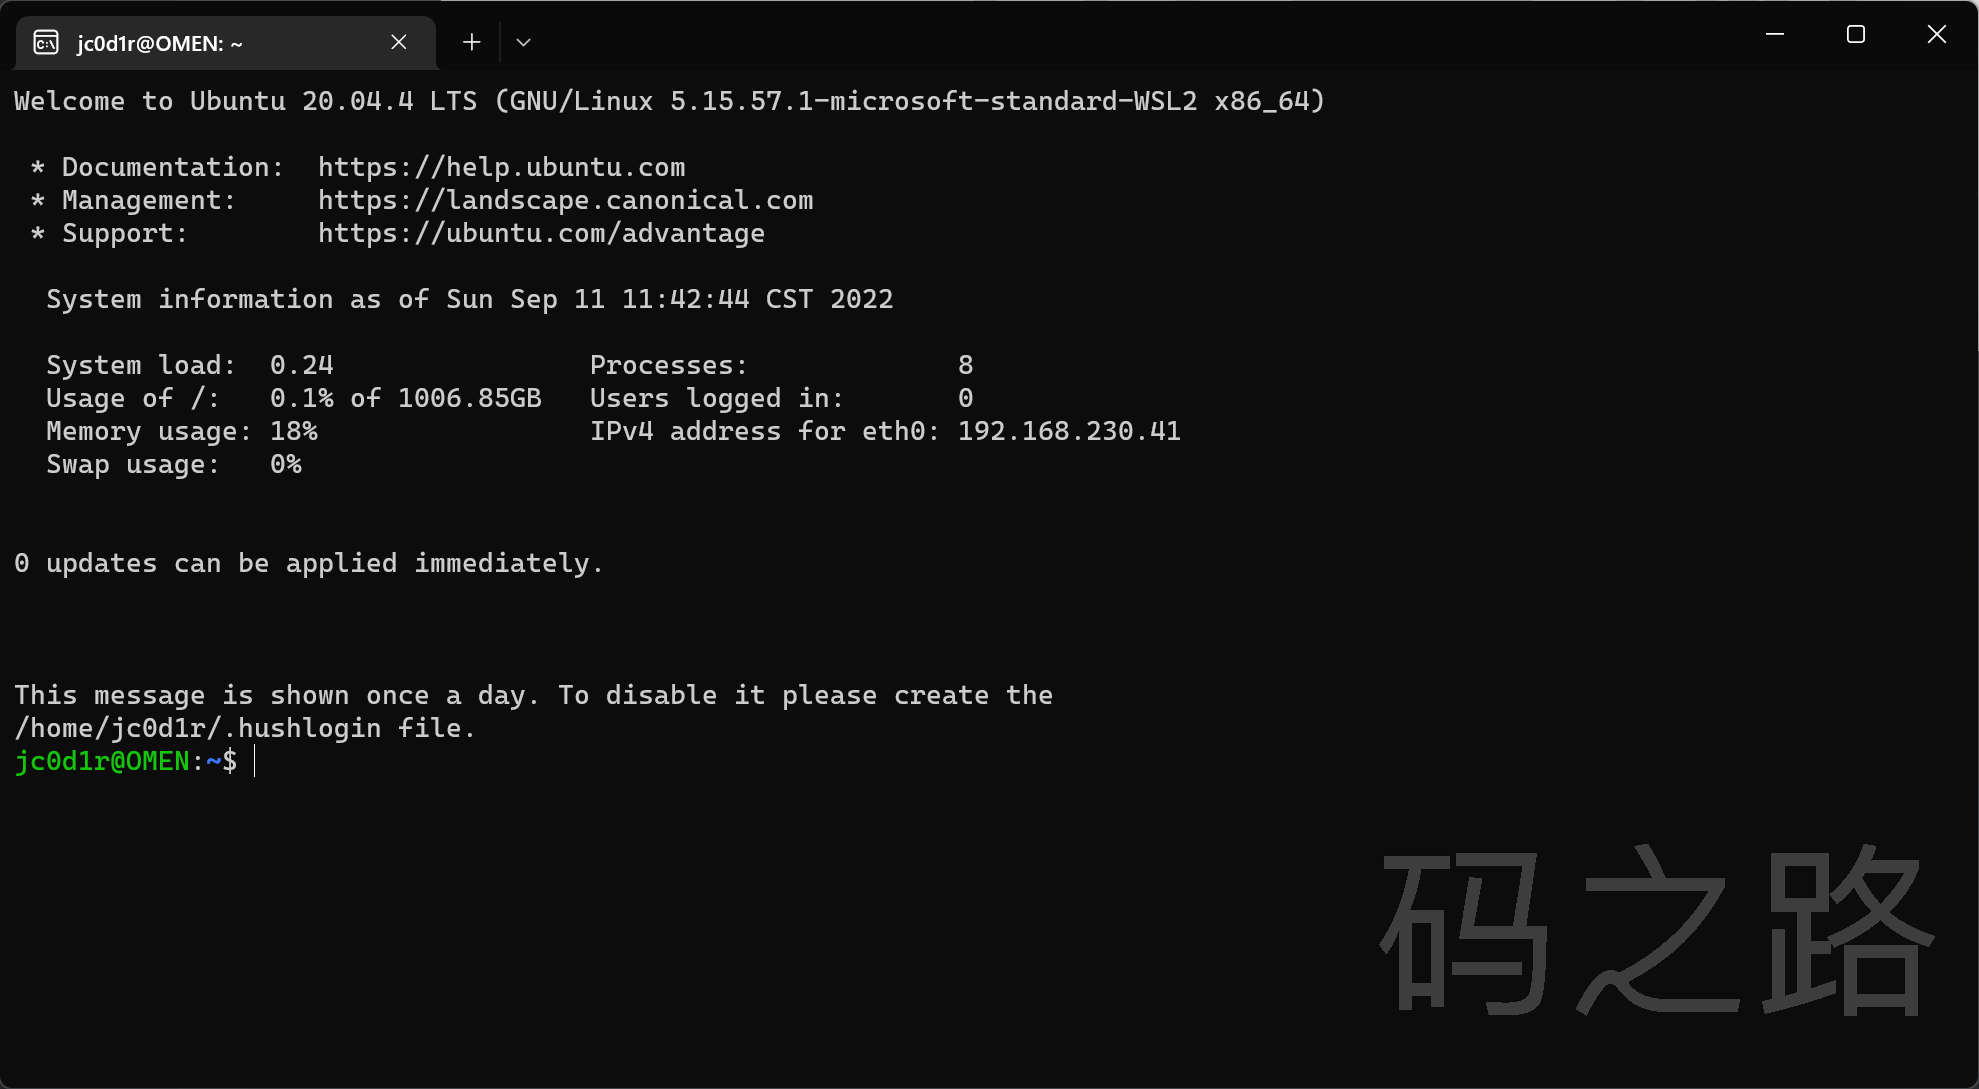 jc0d1r@OMEN: ~
Welcome to Ubuntu 20.04.4 LTS (GNU/Linux 5.15.57.1-microsoft-standard-WSL2 x86_64)
* Documentation:  https://help.ubuntu.com
* Management:     https://landscape.canonical.com
* Support:        https://ubuntu.com/advantage
System information as of Sun Sep 11 11:42:44 CST 2022
System load:  0.24                Processes:             8
Usage of /:   0.1% of 1006.85GB   Users logged in:       0
Memory usage: 18%                 IPv4 address for eth0: 192.168.230.41
Swap usage:   0%
0 updates can be applied immediately.
This message is shown once a day. To disable it please create the
/home/jc0d1r/.hushlogin file.
jc0d1r@OMEN:~$
码之路